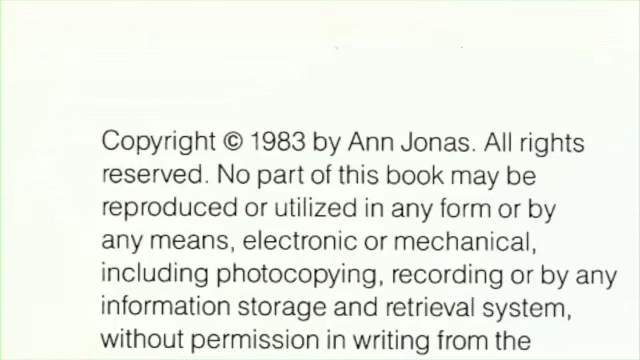 Copyright © 1983 by Ann Jonas. All rights
reserved. No part of this book may be
reproduced or utilized in any form or by
any means, electronic or mechanical,
including photocopying, recording or by any
information storage and retrieval system,
without permission in writing from the